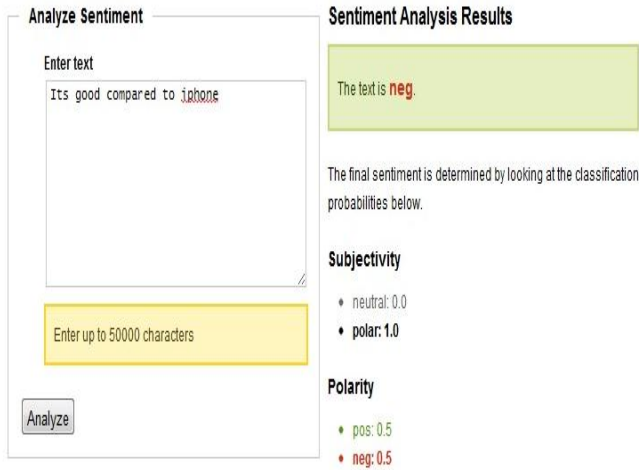 Analyze Sentiment
Enter text
Its good compared to iphone
Enter up to 50000 characters
Analyze
Sentiment Analysis Results
The text is neg.
The final sentiment is determined by looking at the classification
probabilities below.
Subjectivity
neutral: 0.0
polar: 1.0
Polarity
pos: 0.5
neg: 0.5